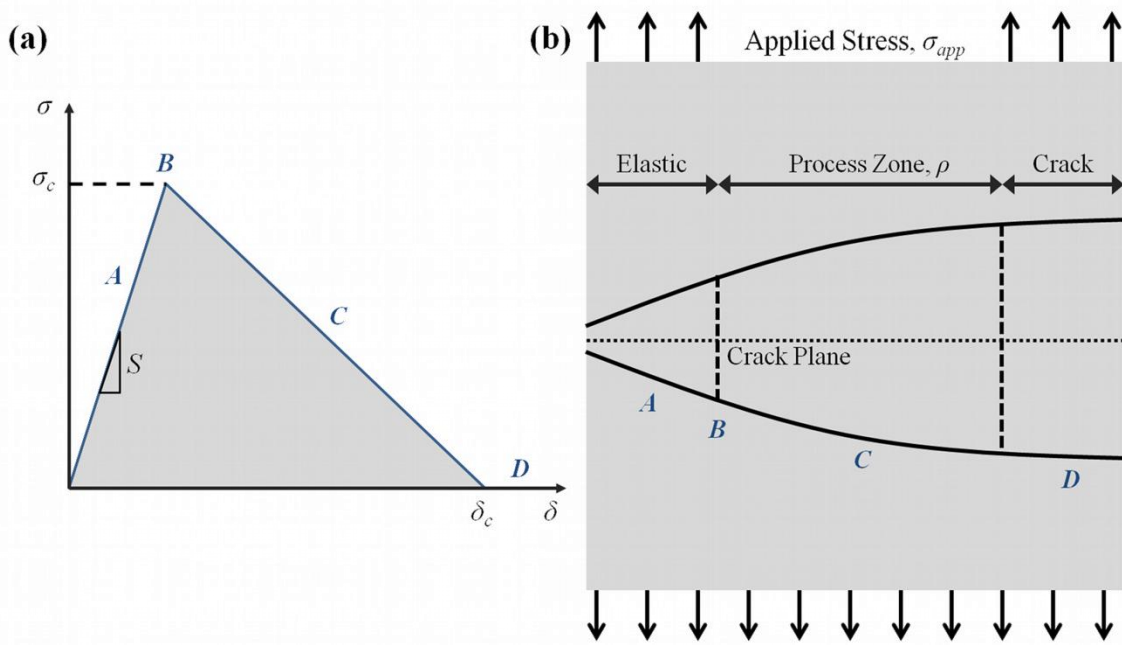 (a)
σ
B
σc
A
C
S
D
δc
δ
(b)
Applied Stress, σapp
Elastic
Process Zone, ρ
Crack
Crack Plane
A
B
C
D